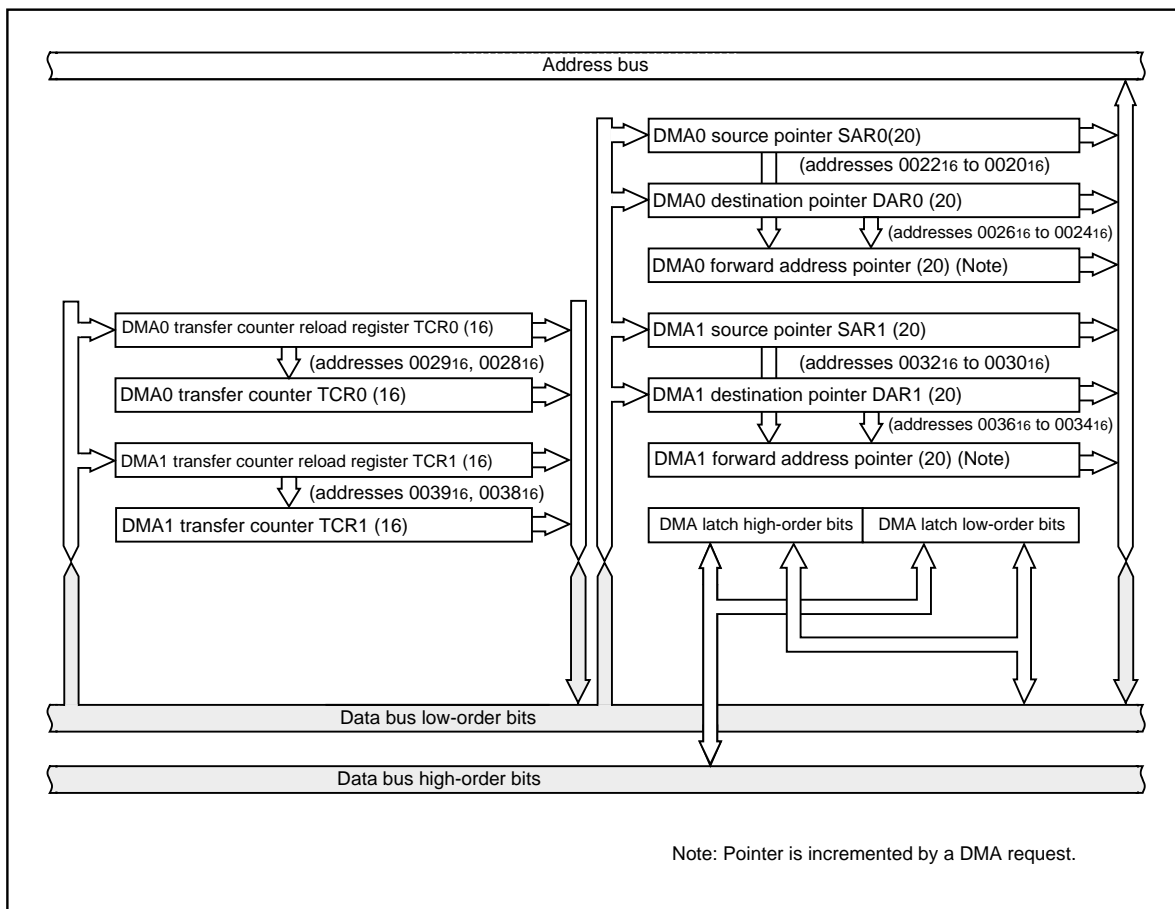 Address bus
DMA0 source pointer SAR0(20)
(addresses 002216 to 002016)
DMA0 destination pointer DAR0 (20)
(addresses 002616 to 002416)
DMA0 forward address pointer (20) (Note)
DMA0 transfer counter reload register TCR0 (16)
(addresses 002916, 002816)
DMA0 transfer counter TCR0 (16)
DMA1 transfer counter reload register TCR1 (16)
(addresses 003916, 003816)
DMA1 transfer counter TCR1 (16)
DMA1 source pointer SAR1 (20)
(addresses 003216 to 003016)
DMA1 destination pointer DAR1 (20)
(addresses 003616 to 003416)
DMA1 forward address pointer (20) (Note)
DMA latch high-order bits
DMA latch low-order bits
Data bus low-order bits
Data bus high-order bits
Note: Pointer is incremented by a DMA request.